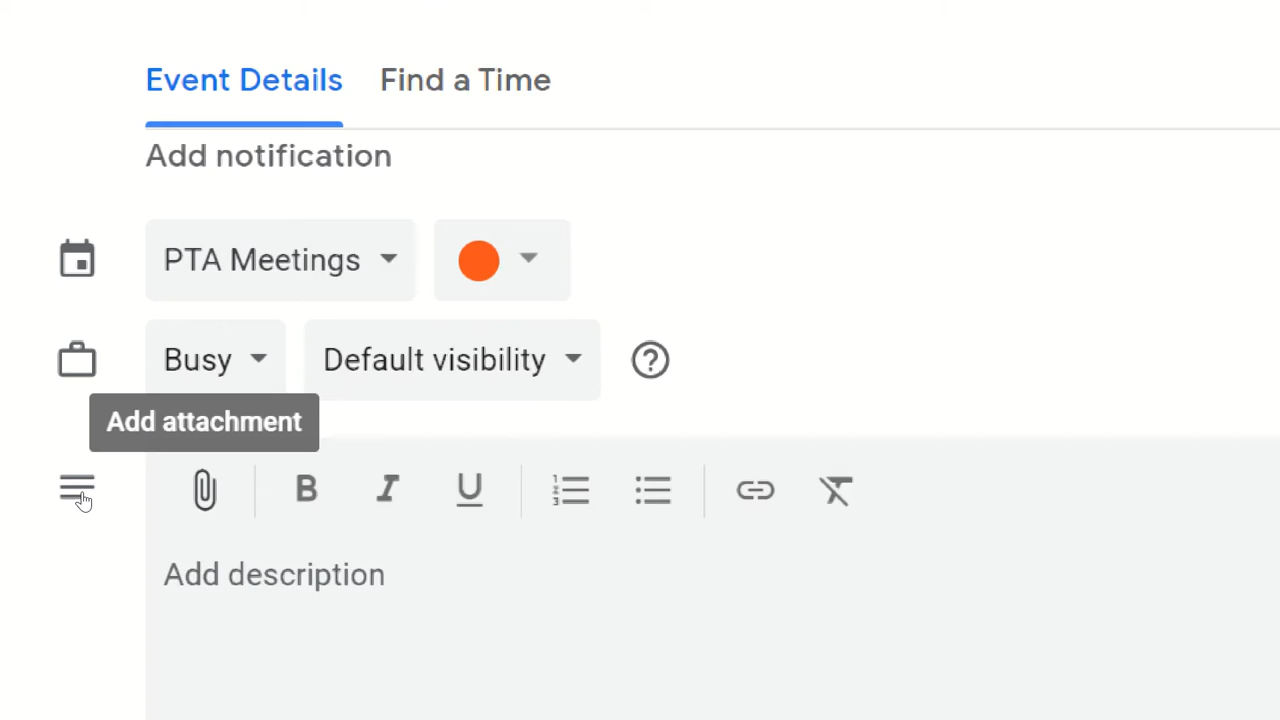 Event Details Find a Time
Add notification
PTA Meetings
Busy Default visibility
Add attachment
B I U
Add description